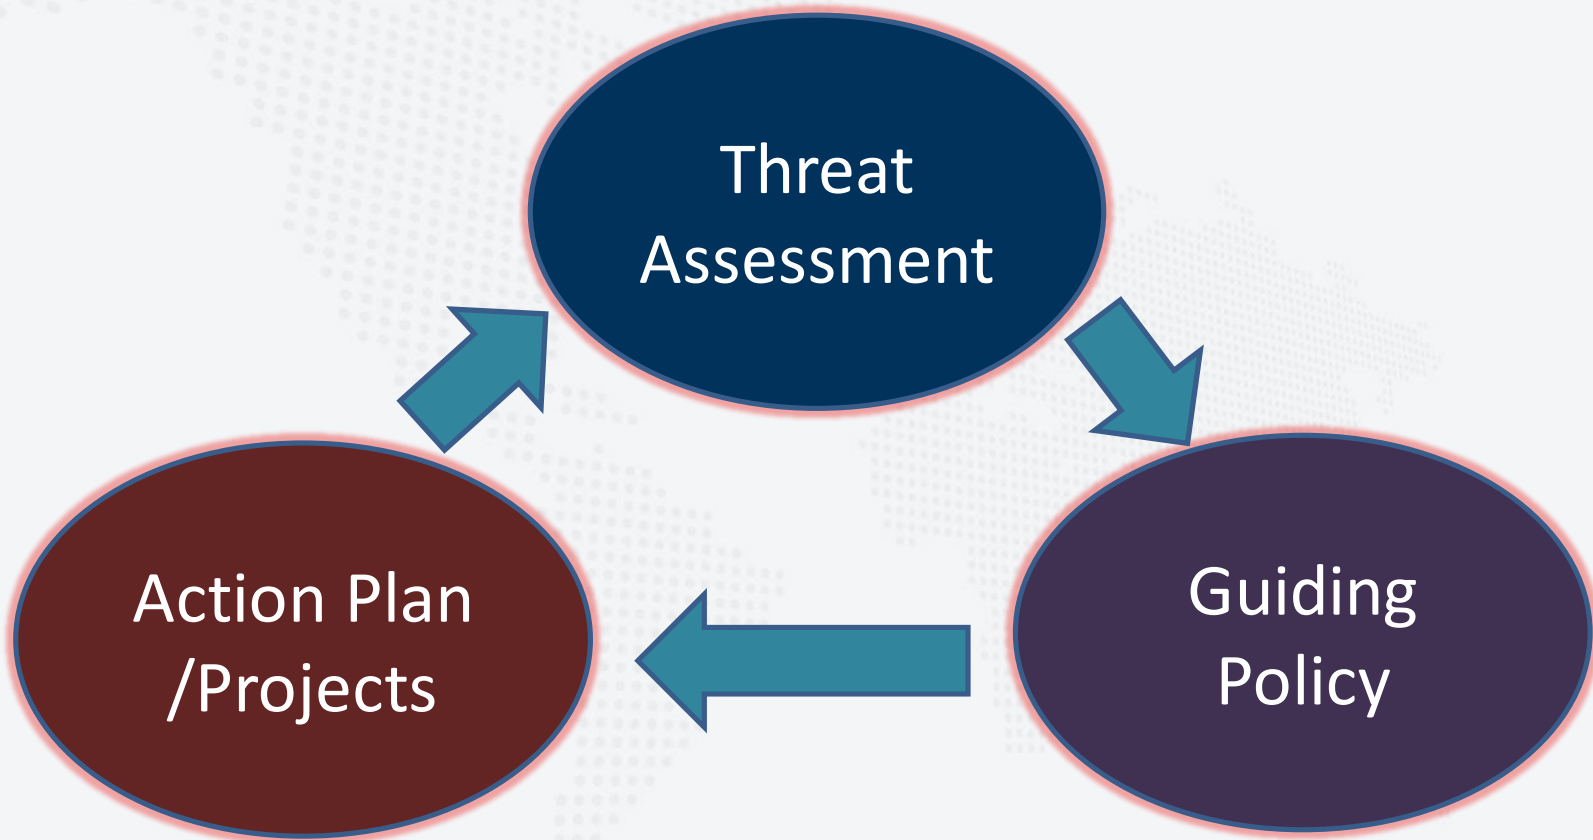 Threat
Assessment
Guiding
Policy
Action Plan
/Projects